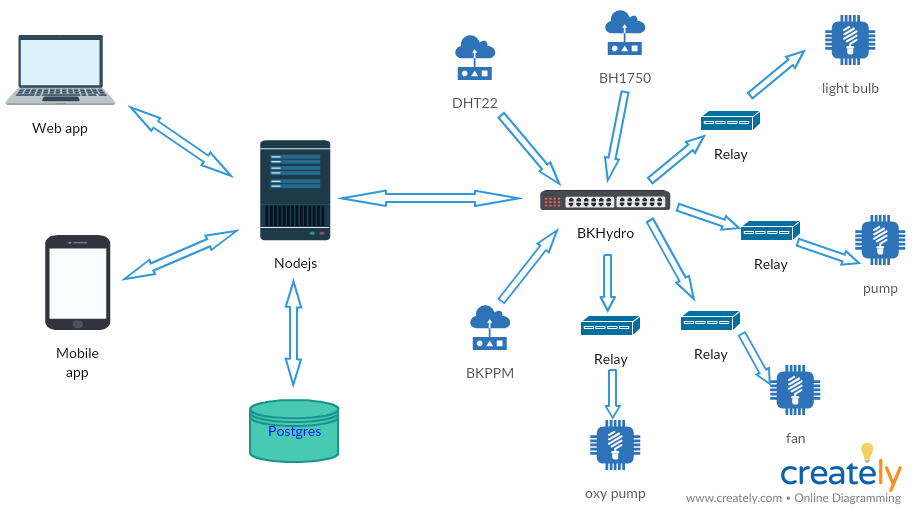 BH1750
light bulb
DHT22
Web app
Relay
BKHydro
Nodejs
Relay
pump
Mobile
app
Relay
Relay
BKPPM
Postgres
fan
oxy pump
creately
www.creately.com • Online Diagramming